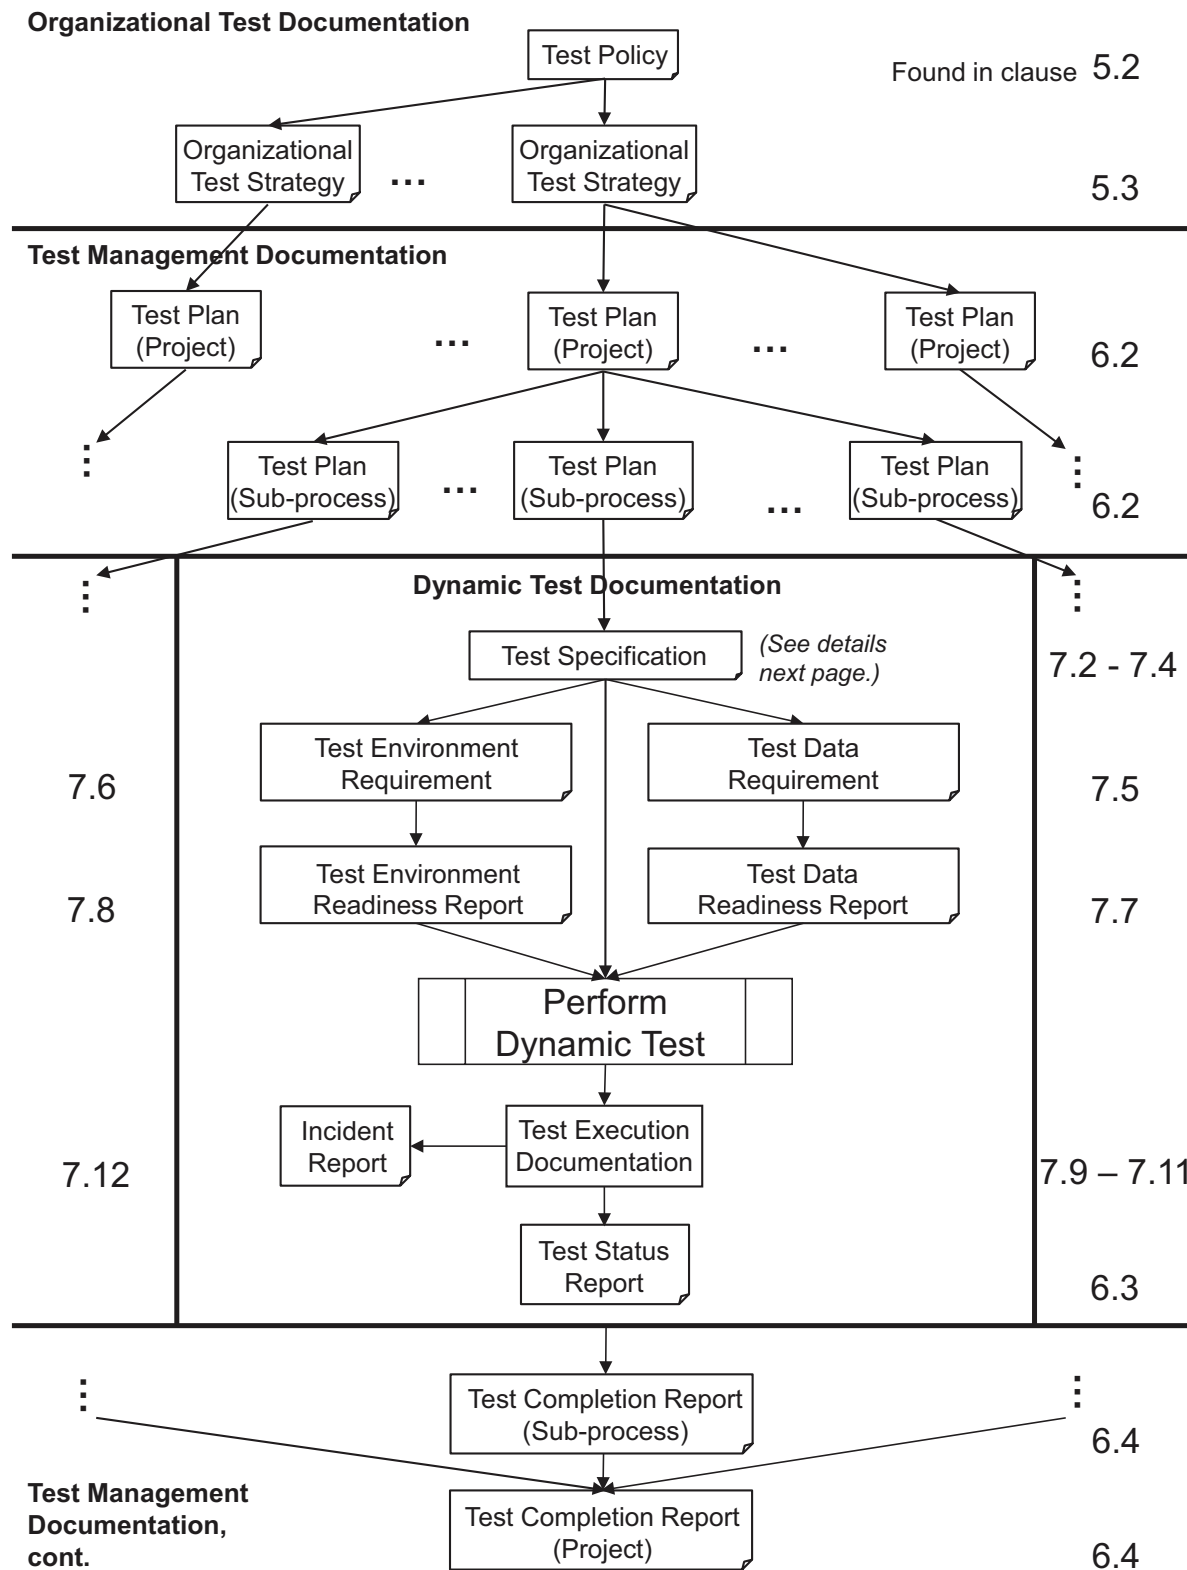 Organizational Test Documentation
Test Policy
Found in clause 5.2
Organizational
Test Strategy
...
Organizational
Test Strategy
5.3
Test Management Documentation
Test Plan
(Project)
...
Test Plan
(Project)
...
Test Plan
(Project)
6.2
...
Test Plan
(Sub-process)
...
Test Plan
(Sub-process)
...
Test Plan
(Sub-process)
...
6.2
...
Dynamic Test Documentation
...
Test Specification
(See details
next page.)
7.2 - 7.4
7.6
Test Environment
Requirement
Test Data
Requirement
7.5
7.8
Test Environment
Readiness Report
Test Data
Readiness Report
7.7
Perform
Dynamic Test
7.12
Incident
Report
Test Execution
Documentation
7.9 – 7.11
Test Status
Report
6.3
...
Test Completion Report
(Sub-process)
...
6.4
Test Management
Documentation,
cont.
Test Completion Report
(Project)
6.4